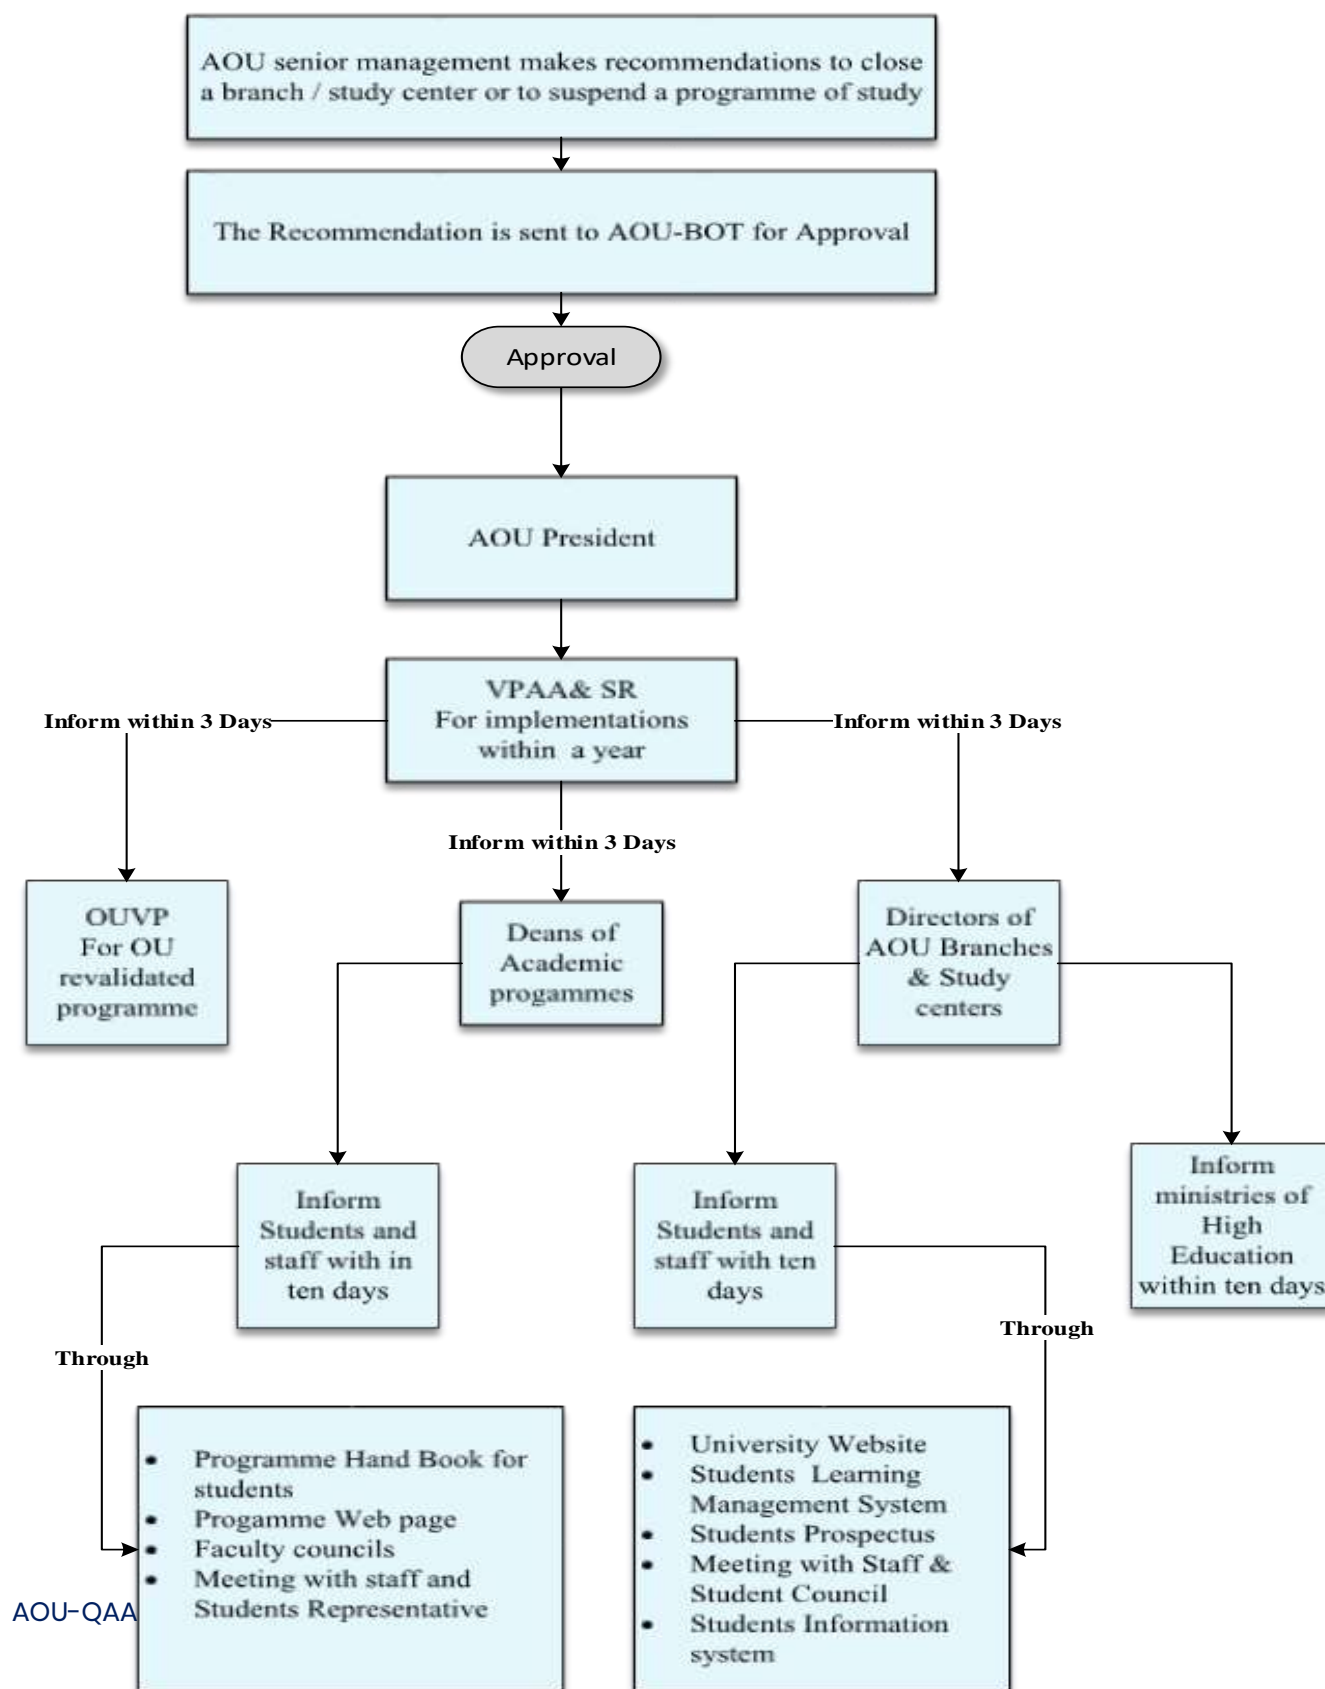 AOU senior management makes recommendations to close
a branch / study center or to suspend a programme of study
The Recommendation is sent to AOU-BOT for Approval
Approval
AOU President
VPAA& SR
For implementations
within a year
Inform within 3 Days
Inform within 3 Days
Inform within 3 Days
OUVP
For OU
revalidated
programme
Deans of
Academic
progammes
Directors of
AOU Branches
& Study
centers
Inform
Students and
staff with in
ten days
Inform
Students and
staff with ten
days
Inform
ministries of
High
Education
within ten days
Through
Through
• Programme Hand Book for
students
• Progamme Web page
• Faculty councils
• Meeting with staff and
Students Representative
• University Website
• Students Learning
Management System
• Students Prospectus
• Meeting with Staff &
Student Council
• Students Information
system
AOU-QAA